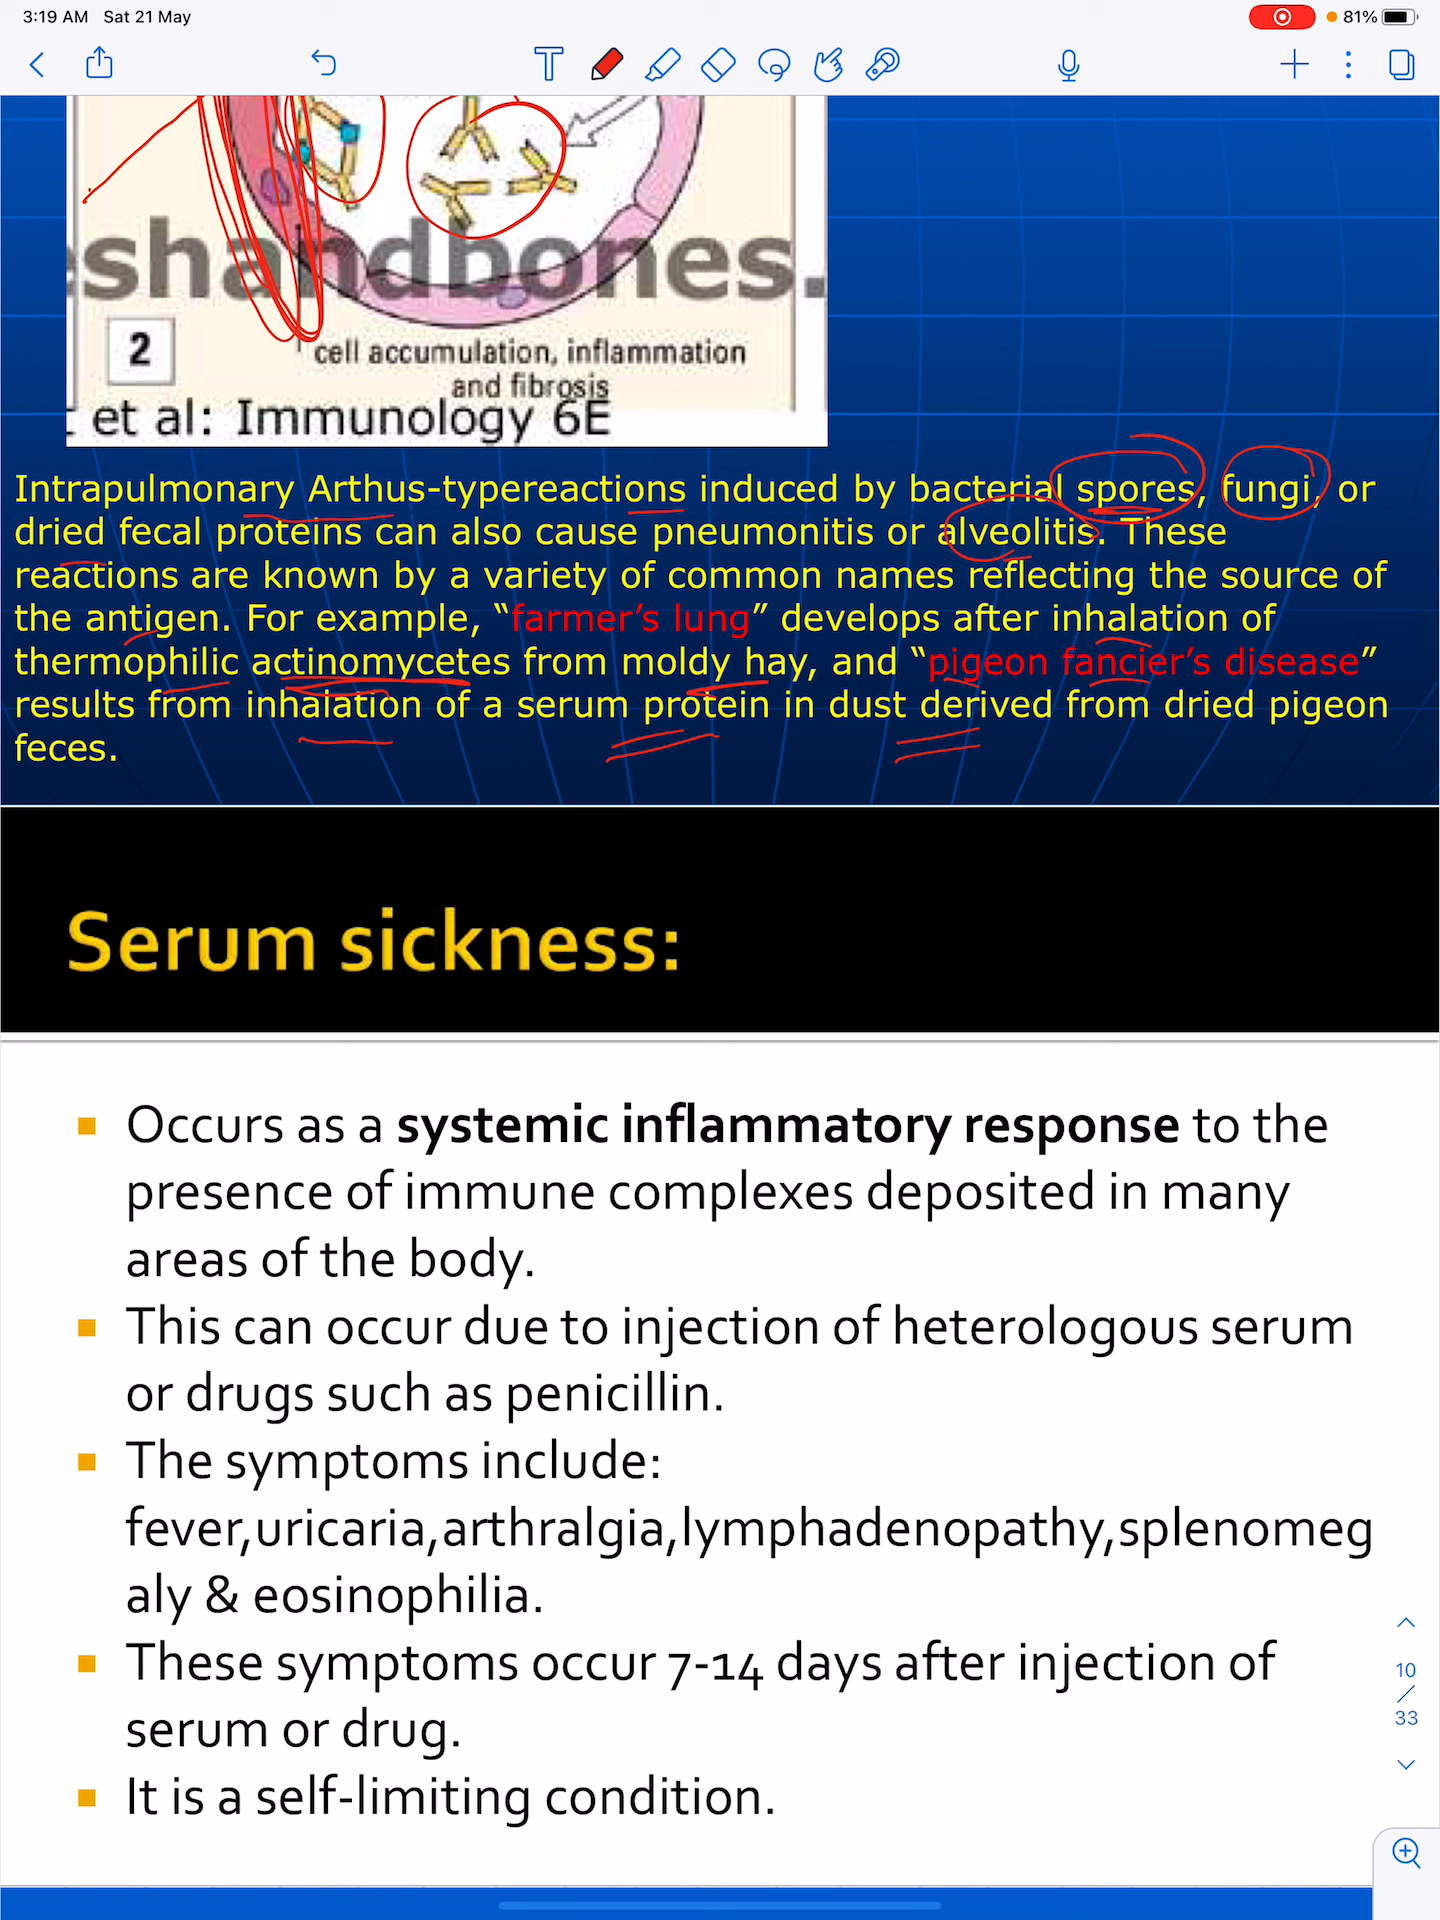 3:19 AM Sat 21 May
81%
eshandbones.
2
cell accumulation, inflammation
and fibrosis
et al: Immunology 6E
Intrapulmonary Arthus-typereactions induced by bacterial spores, fungi, or
dried fecal proteins can also cause pneumonitis or alveolitis. These
reactions are known by a variety of common names reflecting the source of
the antigen. For example, “farmer’s lung” develops after inhalation of
thermophilic actinomycetes from moldy hay, and “pigeon fancier’s disease”
results from inhalation of a serum protein in dust derived from dried pigeon
feces.
Serum sickness:
Occurs as a systemic inflammatory response to the
presence of immune complexes deposited in many
areas of the body.
This can occur due to injection of heterologous serum
or drugs such as penicillin.
The symptoms include:
fever,uricaria,arthralgia,lymphadenopathy,splenomeg
aly & eosinophilia.
These symptoms occur 7-14 days after injection of
serum or drug.
It is a self-limiting condition.
10
/
33